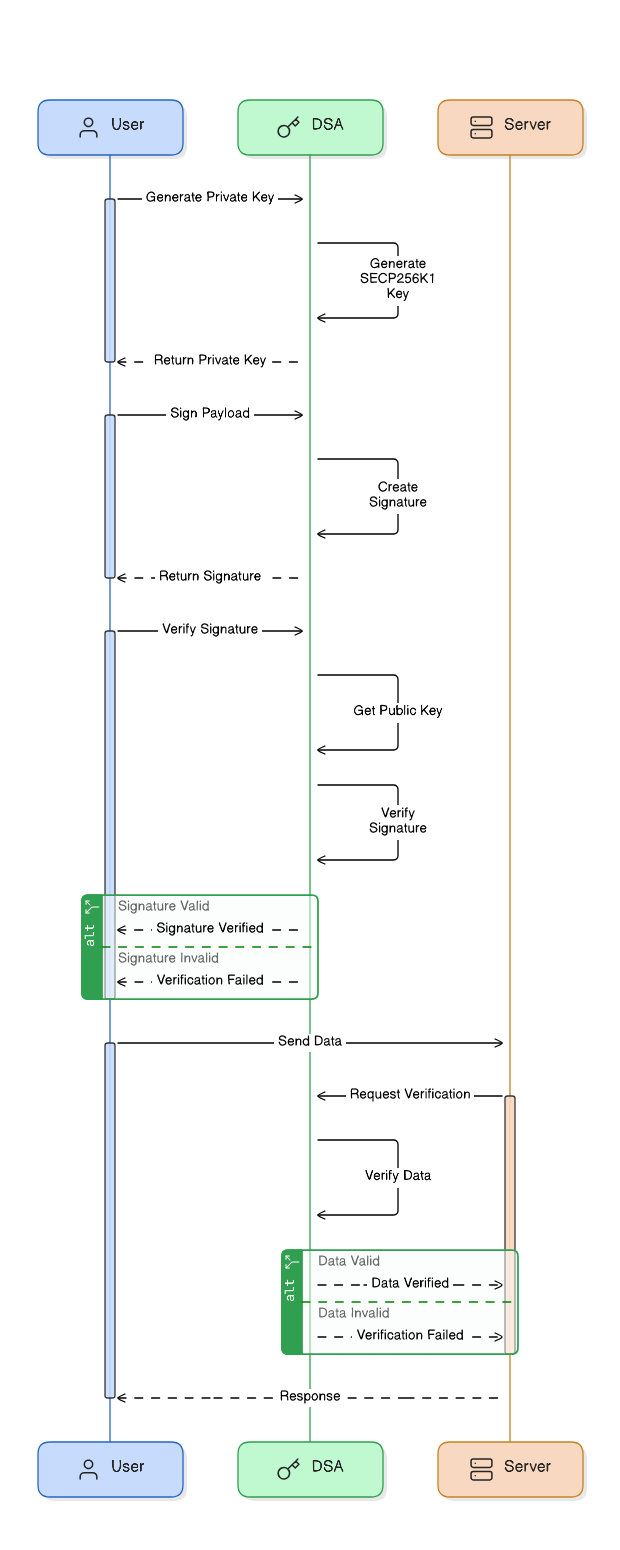 User
DSA
Server
Generate Private Key
Generate
SECP256K1
Key
Return Private Key
Sign Payload
Create
Signature
Return Signature
Verify Signature
Get Public Key
Verify
Signature
alt
Signature Valid
Signature Verified
Signature Invalid
Verification Failed
Send Data
Request Verification
Verify Data
alt
Data Valid
Data Verified
Data Invalid
Verification Failed
Response
User
DSA
Server